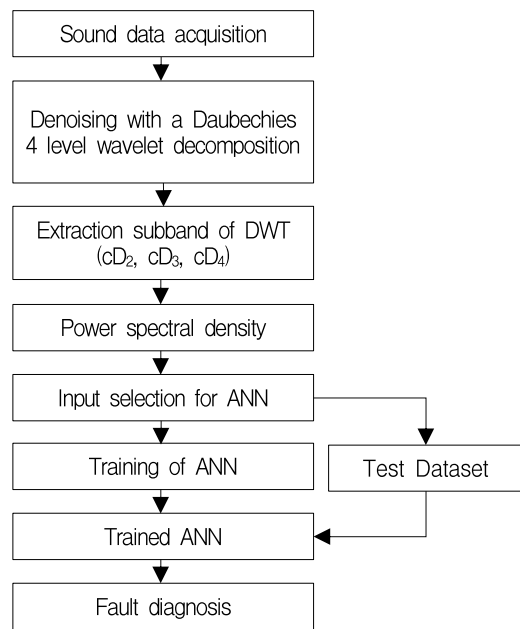 Sound data acquisition
Denoising with a Daubechies
4 level wavelet decomposition
Extraction subband of DWT
(cD₂, cD₃, cD₄)
Power spectral density
Input selection for ANN
Training of ANN
Test Dataset
Trained ANN
Fault diagnosis